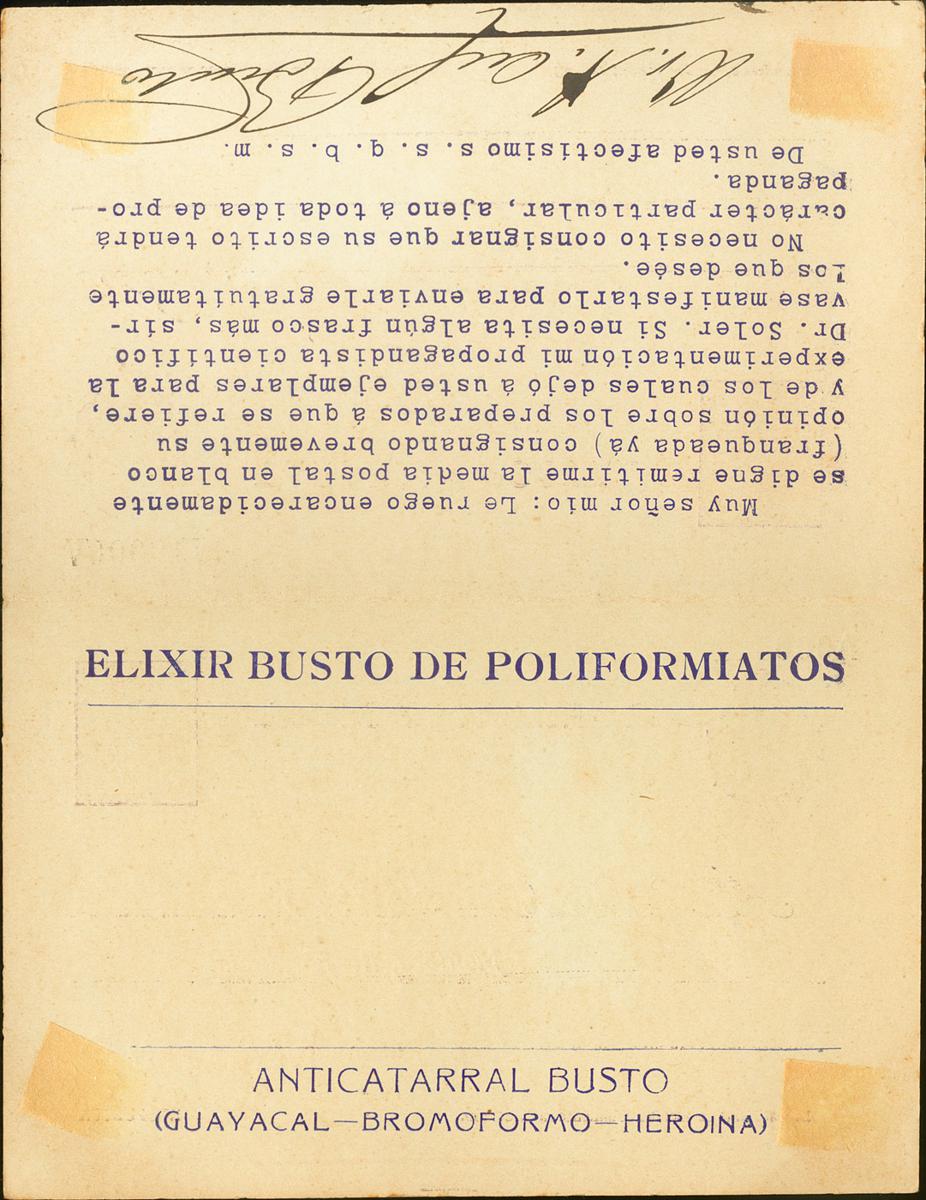 Muy señor mio: Le ruego encarecidamente
se digne remitirme la media postal en blanco
(franqueada yá) consignando brevemente su
opinión sobre los preparados á que se refiere,
y de los cuales dejó á usted ejemplares para la
experimentación mi propagandista científico
Dr. Soler. Si necesita algún frasco más, sír-
vase manifestarlo para enviarle gratuítamente
los que desée.
No necesito consignar que su escrito tendrá
carácter particular, ajeno á toda idea de pro-
paganda.
De usted afectísimo s. s. q. b. s. m.
ELIXIR BUSTO DE POLIFORMIATOS
ANTICATARRAL BUSTO
(GUAYACAL—BROMOFORMO—HEROINA)